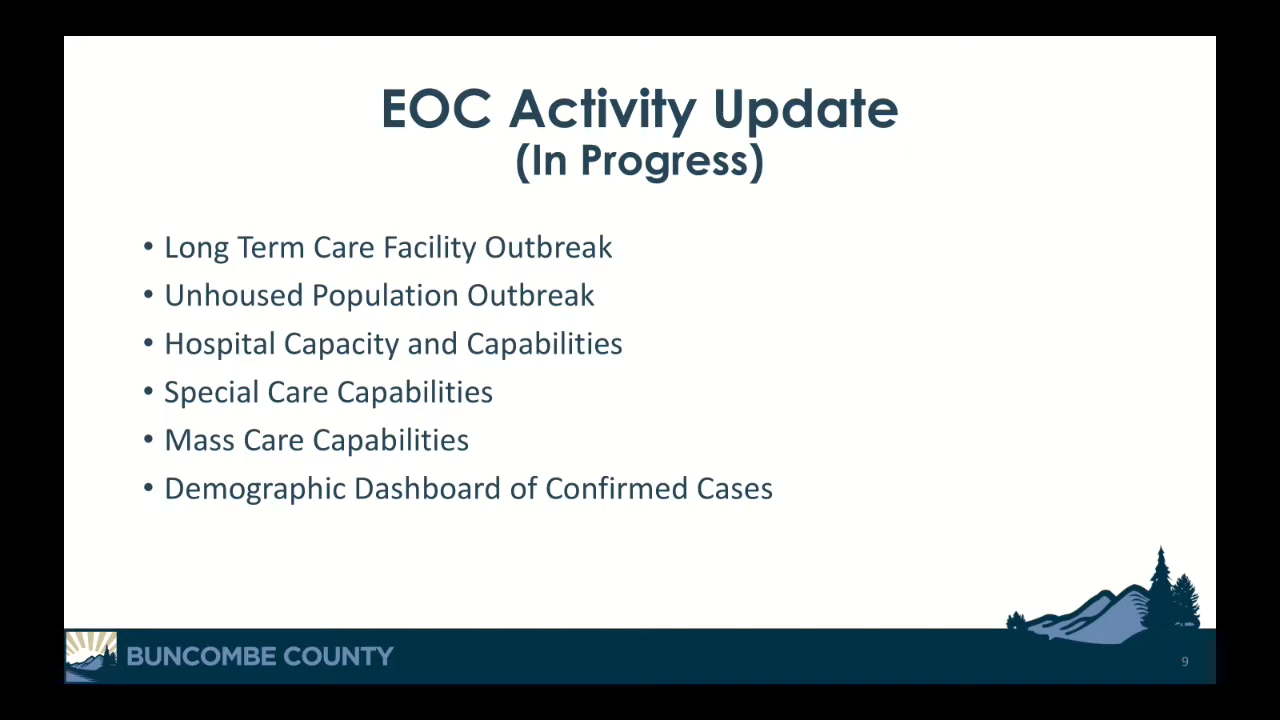 EOC Activity Update
(In Progress)
• Long Term Care Facility Outbreak
• Unhoused Population Outbreak
• Hospital Capacity and Capabilities
• Special Care Capabilities
• Mass Care Capabilities
• Demographic Dashboard of Confirmed Cases
BUNCOMBE COUNTY
9